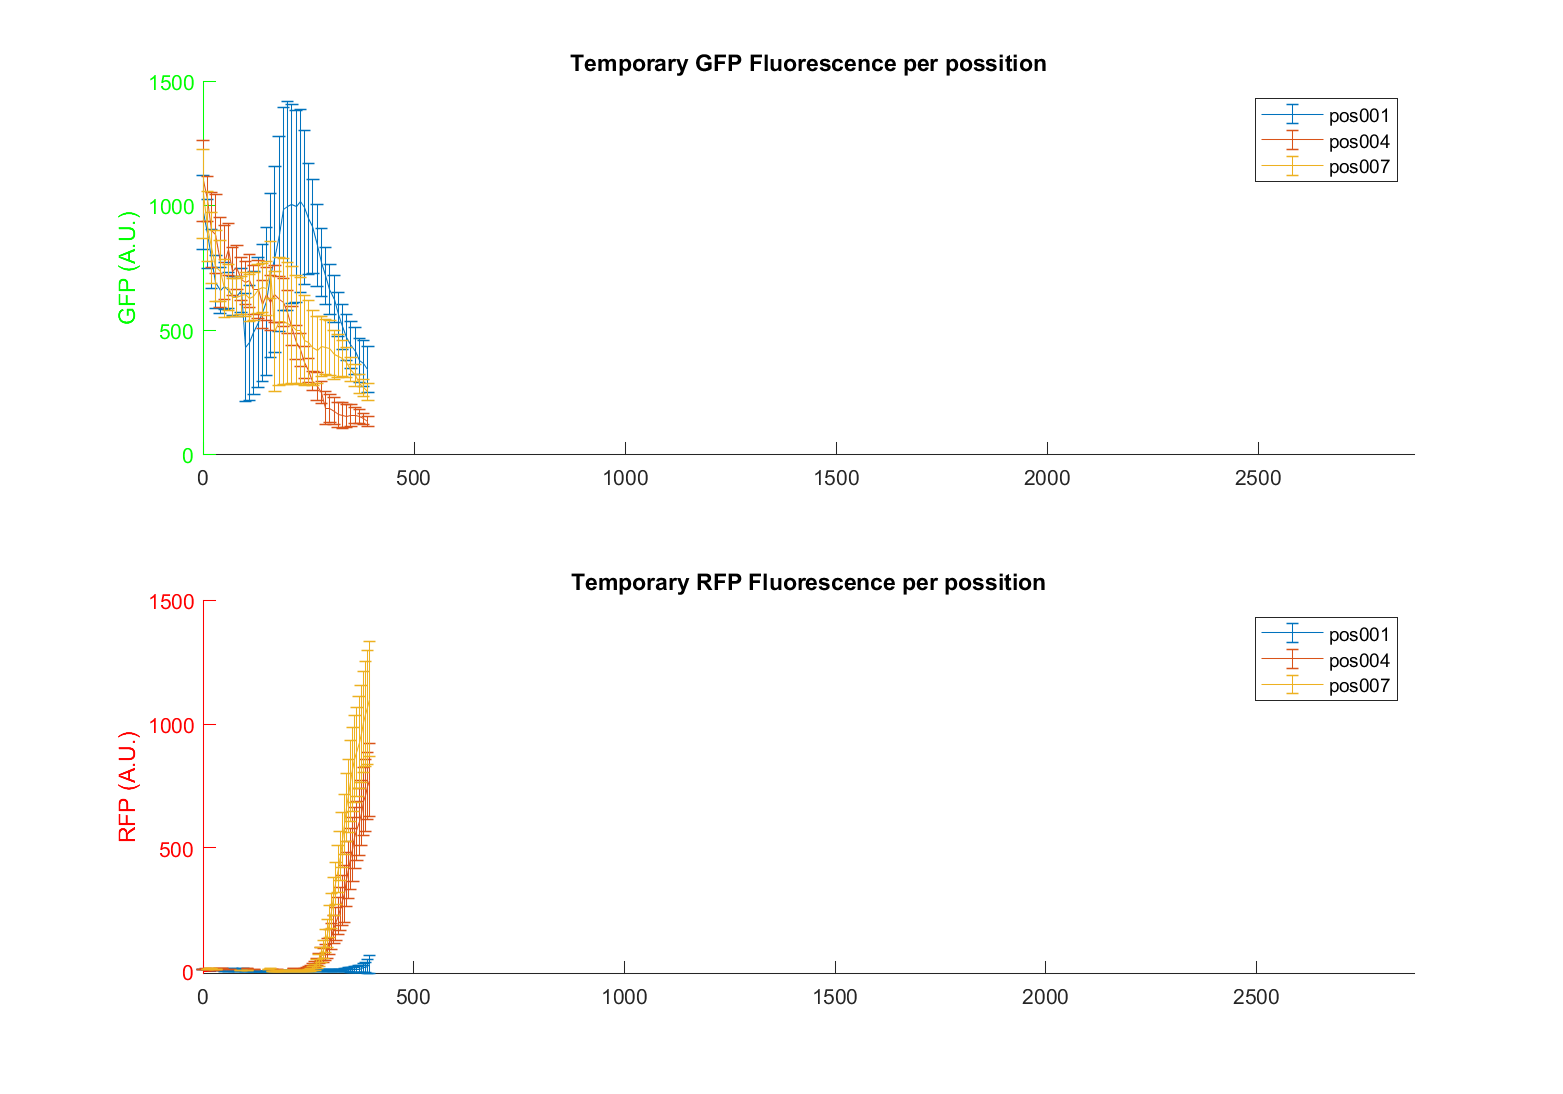 Temporary GFP Fluorescence per possition
1500
1000
500
0
GFP (A.U.)
pos001
pos004
pos007
0 500 1000 1500 2000 2500
Temporary RFP Fluorescence per possition
1500
1000
500
0
RFP (A.U.)
pos001
pos004
pos007
0 500 1000 1500 2000 2500